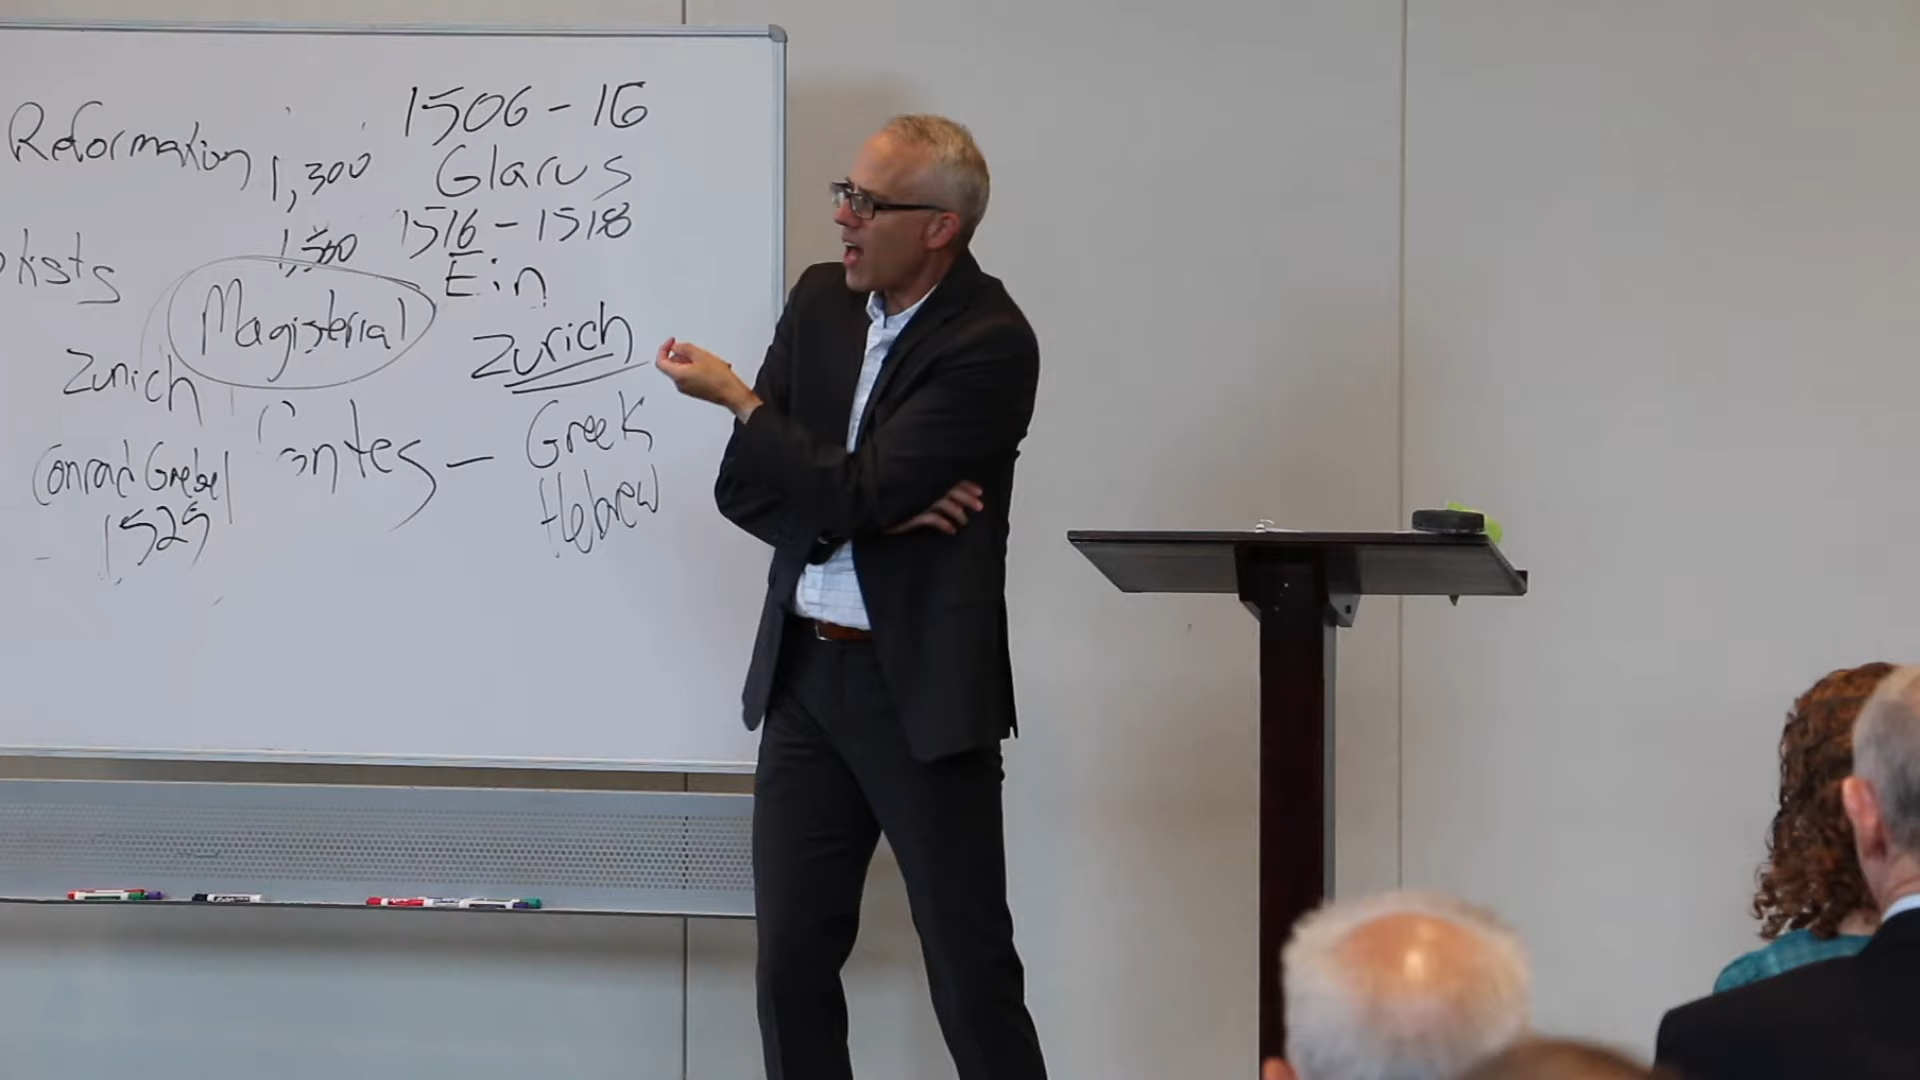 Reformation
1,300
1,500
Magisterial
Zurich
Conrad Grebel
1525
1506 - 16
Glarus
1516 - 1518
Ein
Zurich
Fontes - Greek
Hebrew